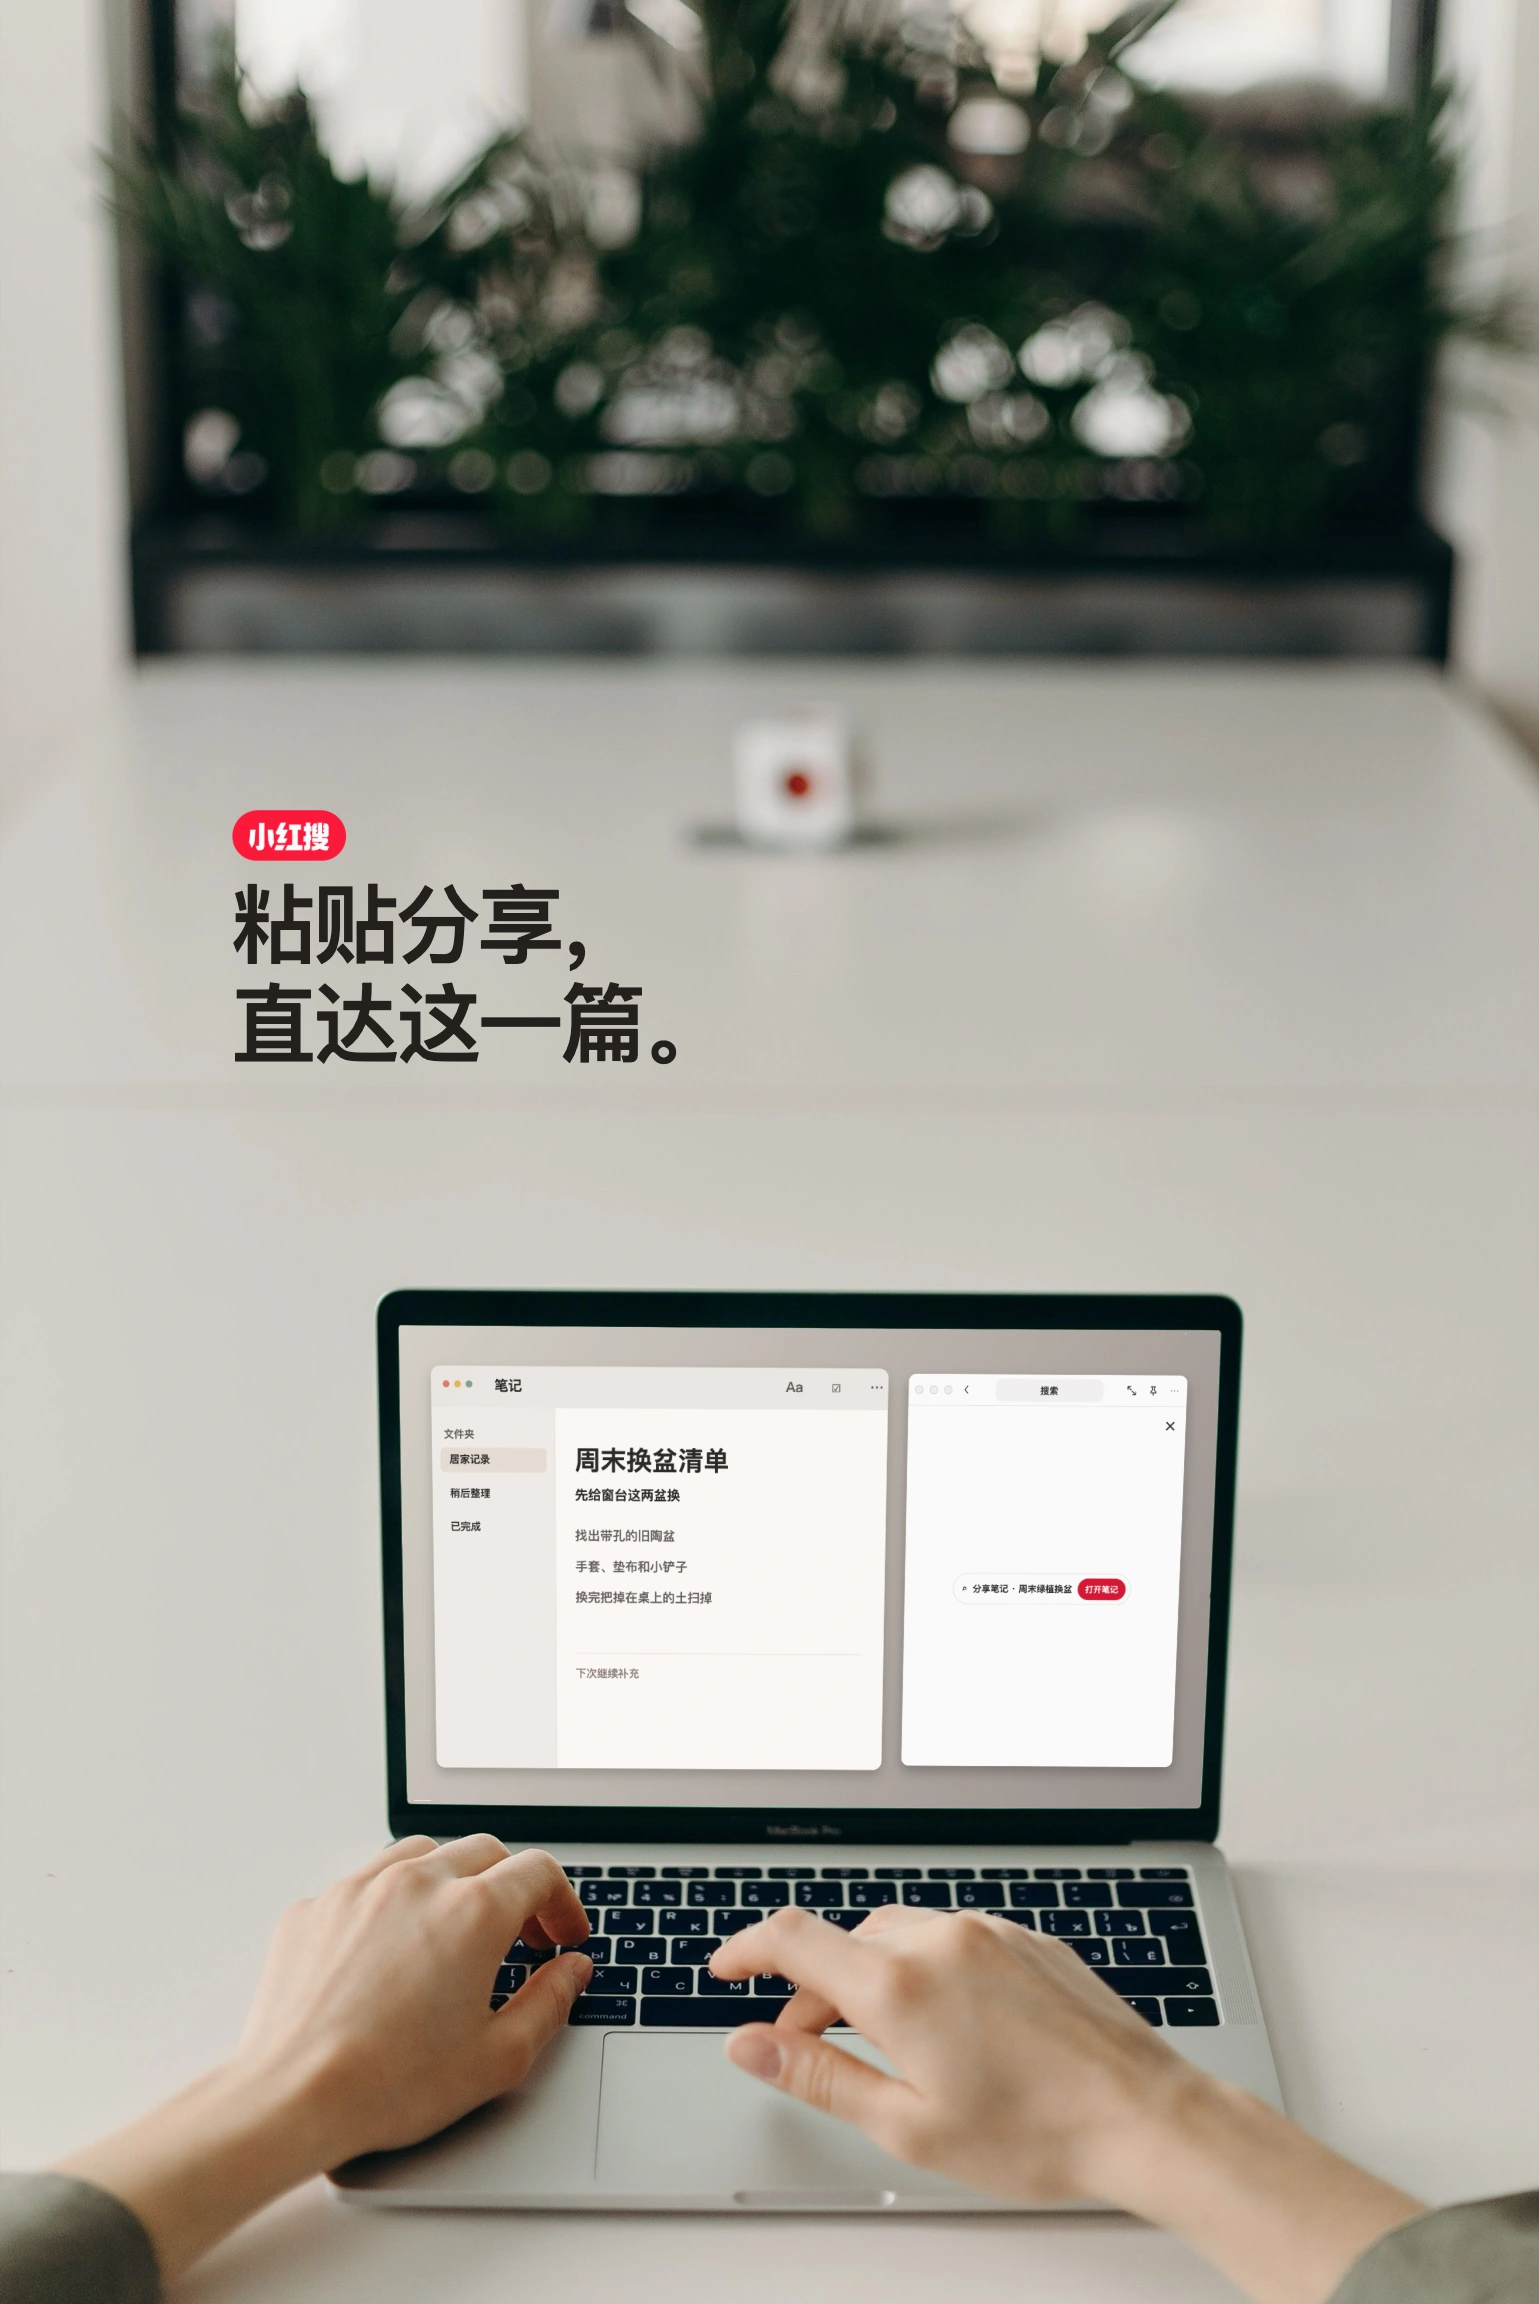 小红搜
粘贴分享，
直达这一篇。
笔记
Aa
文件夹
居家记录
稍后整理
已完成
周末换盆清单
先给窗台这两盆换
找出带孔的旧陶盆
手套、垫布和小铲子
换完把掉在桌上的土扫掉
下次继续补充
搜索
分享笔记 · 周末绿植换盆 打开笔记
MacBook Pro
command